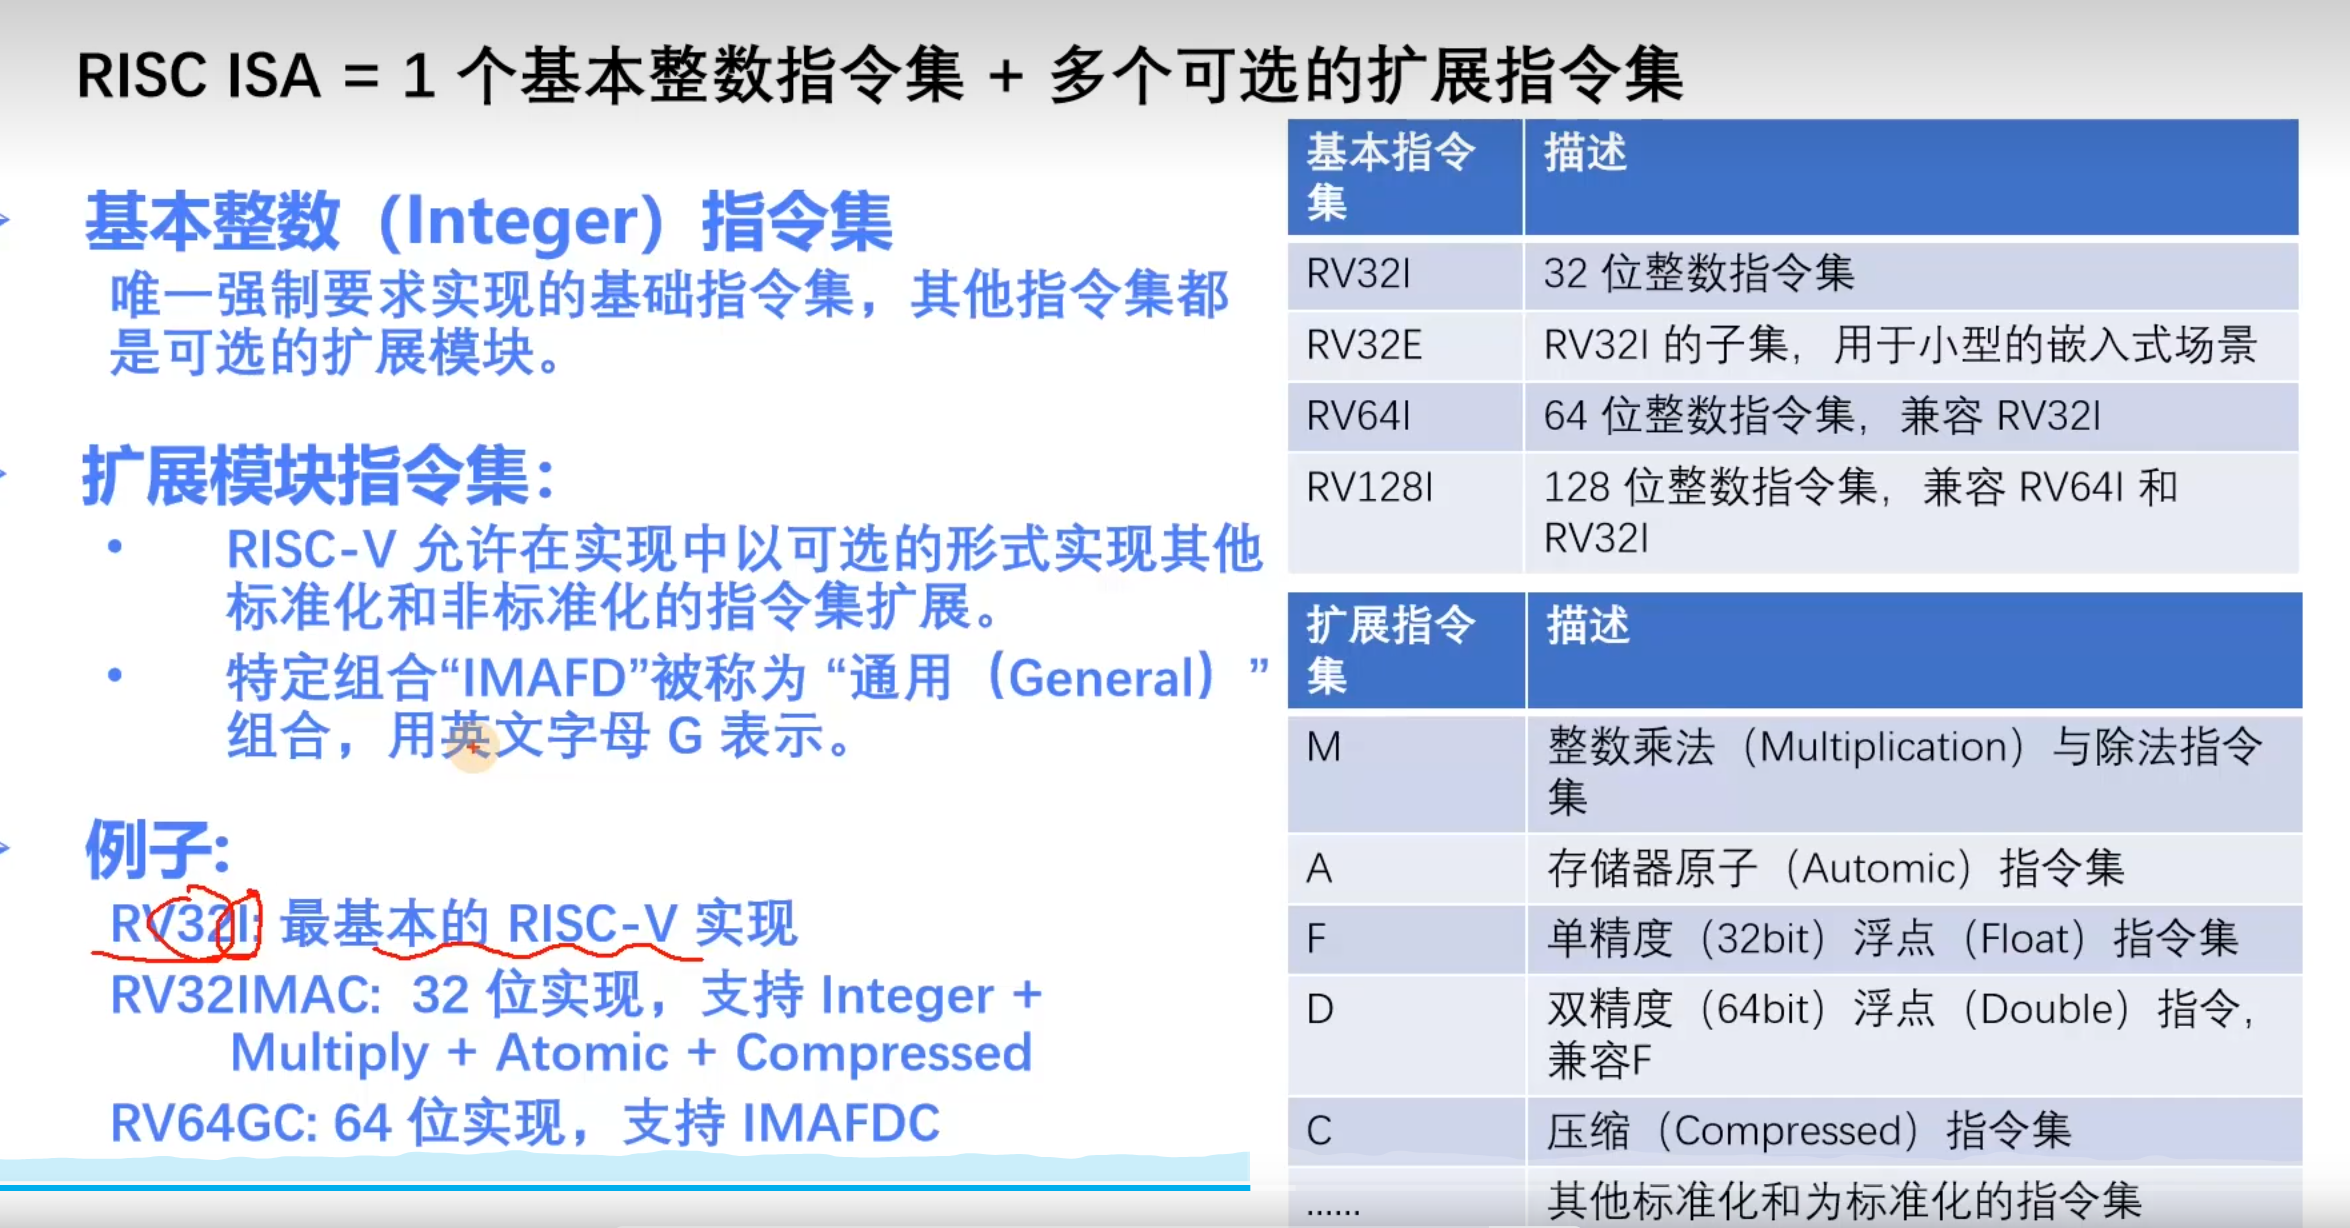 RISC ISA = 1 个基本整数指令集 + 多个可选的扩展指令集
基本整数（Integer）指令集
唯一强制要求实现的基础指令集，其他指令集都
是可选的扩展模块。
扩展模块指令集：
• RISC-V 允许在实现中以可选的形式实现其他
标准化和非标准化的指令集扩展。
• 特定组合“IMAFD”被称为 “通用（General）”
组合，用英文字母 G 表示。
例子:
RV32I: 最基本的 RISC-V 实现
RV32IMAC: 32 位实现，支持 Integer +
Multiply + Atomic + Compressed
RV64GC: 64 位实现，支持 IMAFDC
基本指令 描述
集
RV32I 32 位整数指令集
RV32E RV32I 的子集，用于小型的嵌入式场景
RV64I 64 位整数指令集，兼容 RV32I
RV128I 128 位整数指令集，兼容 RV64I 和
RV32I
扩展指令 描述
集
M 整数乘法（Multiplication）与除法指令
集
A 存储器原子（Automic）指令集
F 单精度（32bit）浮点（Float）指令集
D 双精度（64bit）浮点（Double）指令，
兼容F
C 压缩（Compressed）指令集
...... 其他标准化和为标准化的指令集